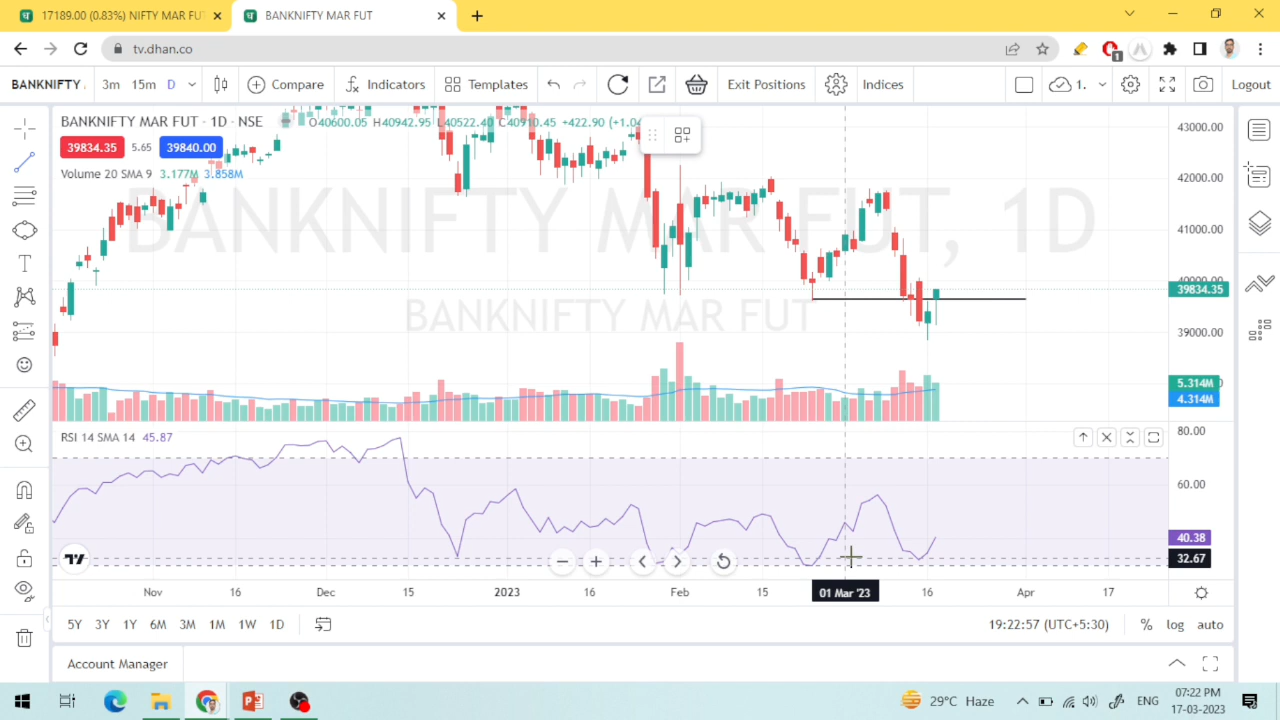 17189.00 (0.83%) NIFTY MAR FUT
BANKNIFTY MAR FUT
tv.dhan.co
1
BANKNIFTY 3m 15m D Compare Indicators Templates Exit Positions Indices 1. Logout
BANKNIFTY MAR FUT · 1D · NSE O40600.05 H40942.95 L40522.40 C40910.45 +422.90 (+1.04
39834.35 5.65 39840.00
Volume 20 SMA 9 3.177M 3.858M
BANKNIFTY MAR FUT, 1D
BANKNIFTY MAR FUT
43000.00
42000.00
41000.00
40000.00
39834.35
39000.00
5.314M
4.314M
RSI 14 SMA 14 45.87
80.00
60.00
40.38
32.67
Nov 16 Dec 15 2023 16 Feb 15 01 Mar '23 16 Apr 17
5Y 3Y 1Y 6M 3M 1M 1W 1D 19:22:57 (UTC+5:30) % log auto
Account Manager
29°C Haze ENG 07:22 PM
17-03-2023